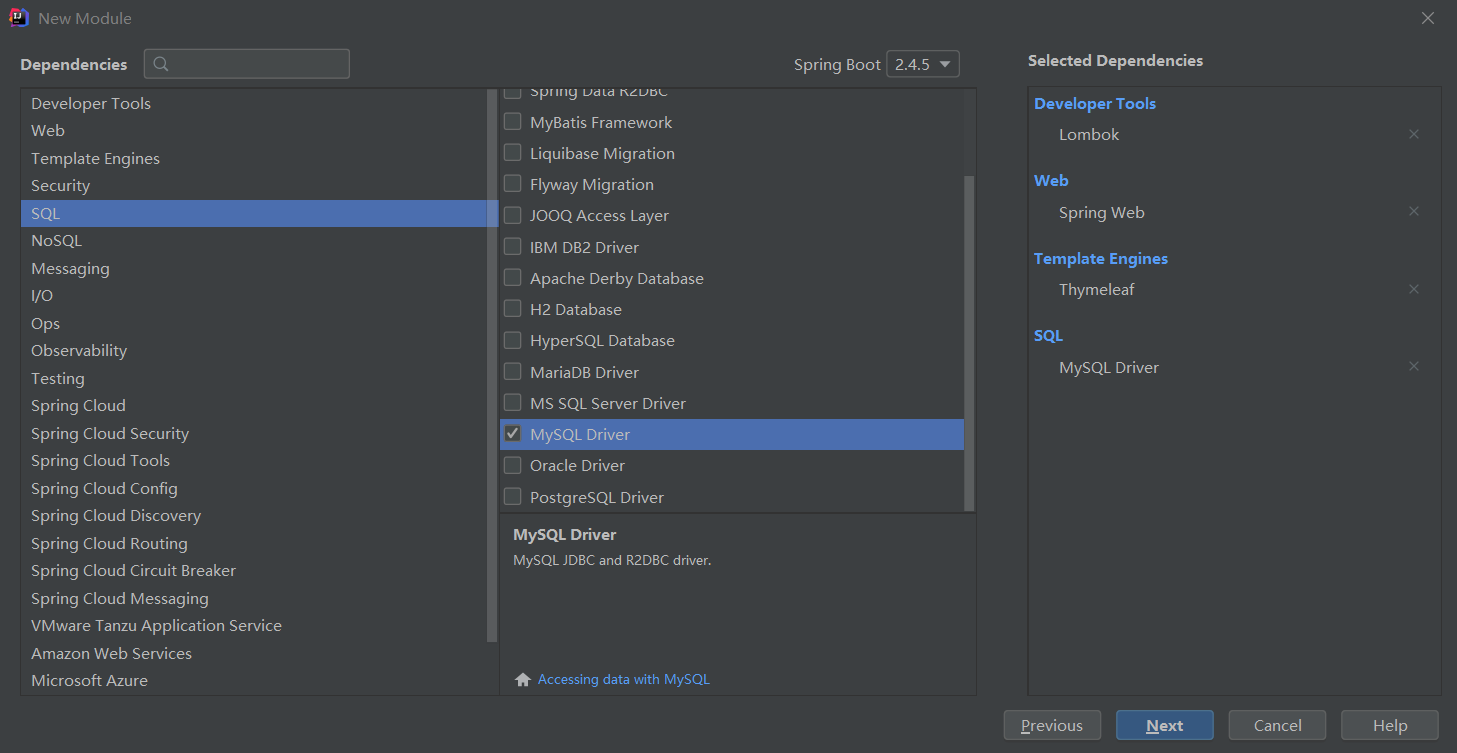 New Module
Dependencies
Spring Boot 2.4.5
Developer Tools
Web
Template Engines
Security
SQL
NoSQL
Messaging
I/O
Ops
Observability
Testing
Spring Cloud
Spring Cloud Security
Spring Cloud Tools
Spring Cloud Config
Spring Cloud Discovery
Spring Cloud Routing
Spring Cloud Circuit Breaker
Spring Cloud Messaging
VMware Tanzu Application Service
Amazon Web Services
Microsoft Azure
Spring Data R2DBC
MyBatis Framework
Liquibase Migration
Flyway Migration
JOOQ Access Layer
IBM DB2 Driver
Apache Derby Database
H2 Database
HyperSQL Database
MariaDB Driver
MS SQL Server Driver
MySQL Driver
Oracle Driver
PostgreSQL Driver
MySQL Driver
MySQL JDBC and R2DBC driver.
Accessing data with MySQL
Selected Dependencies
Developer Tools
Lombok
Web
Spring Web
Template Engines
Thymeleaf
SQL
MySQL Driver
Previous
Next
Cancel
Help